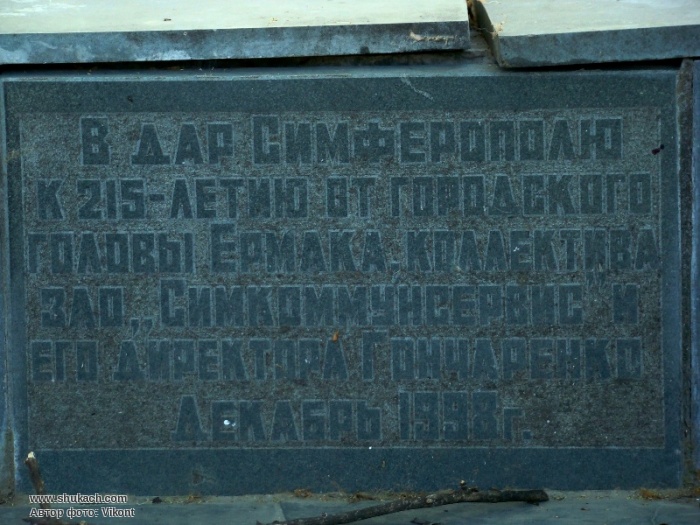 В ДАР СИМФЕРОПОЛЮ
К 215-ЛЕТИЮ ОТ ГОРОДСКОГО
ГОЛОВЫ ЕРМАКА, КОЛЛЕКТИВА
ЗАО „СИМКОММУНСЕРВИС" И
ЕГО ДИРЕКТОРА ГОНЧАРЕНКО
ДЕКАБРЬ 1998 г.
www.shukach.com
Автор фото: Vikont